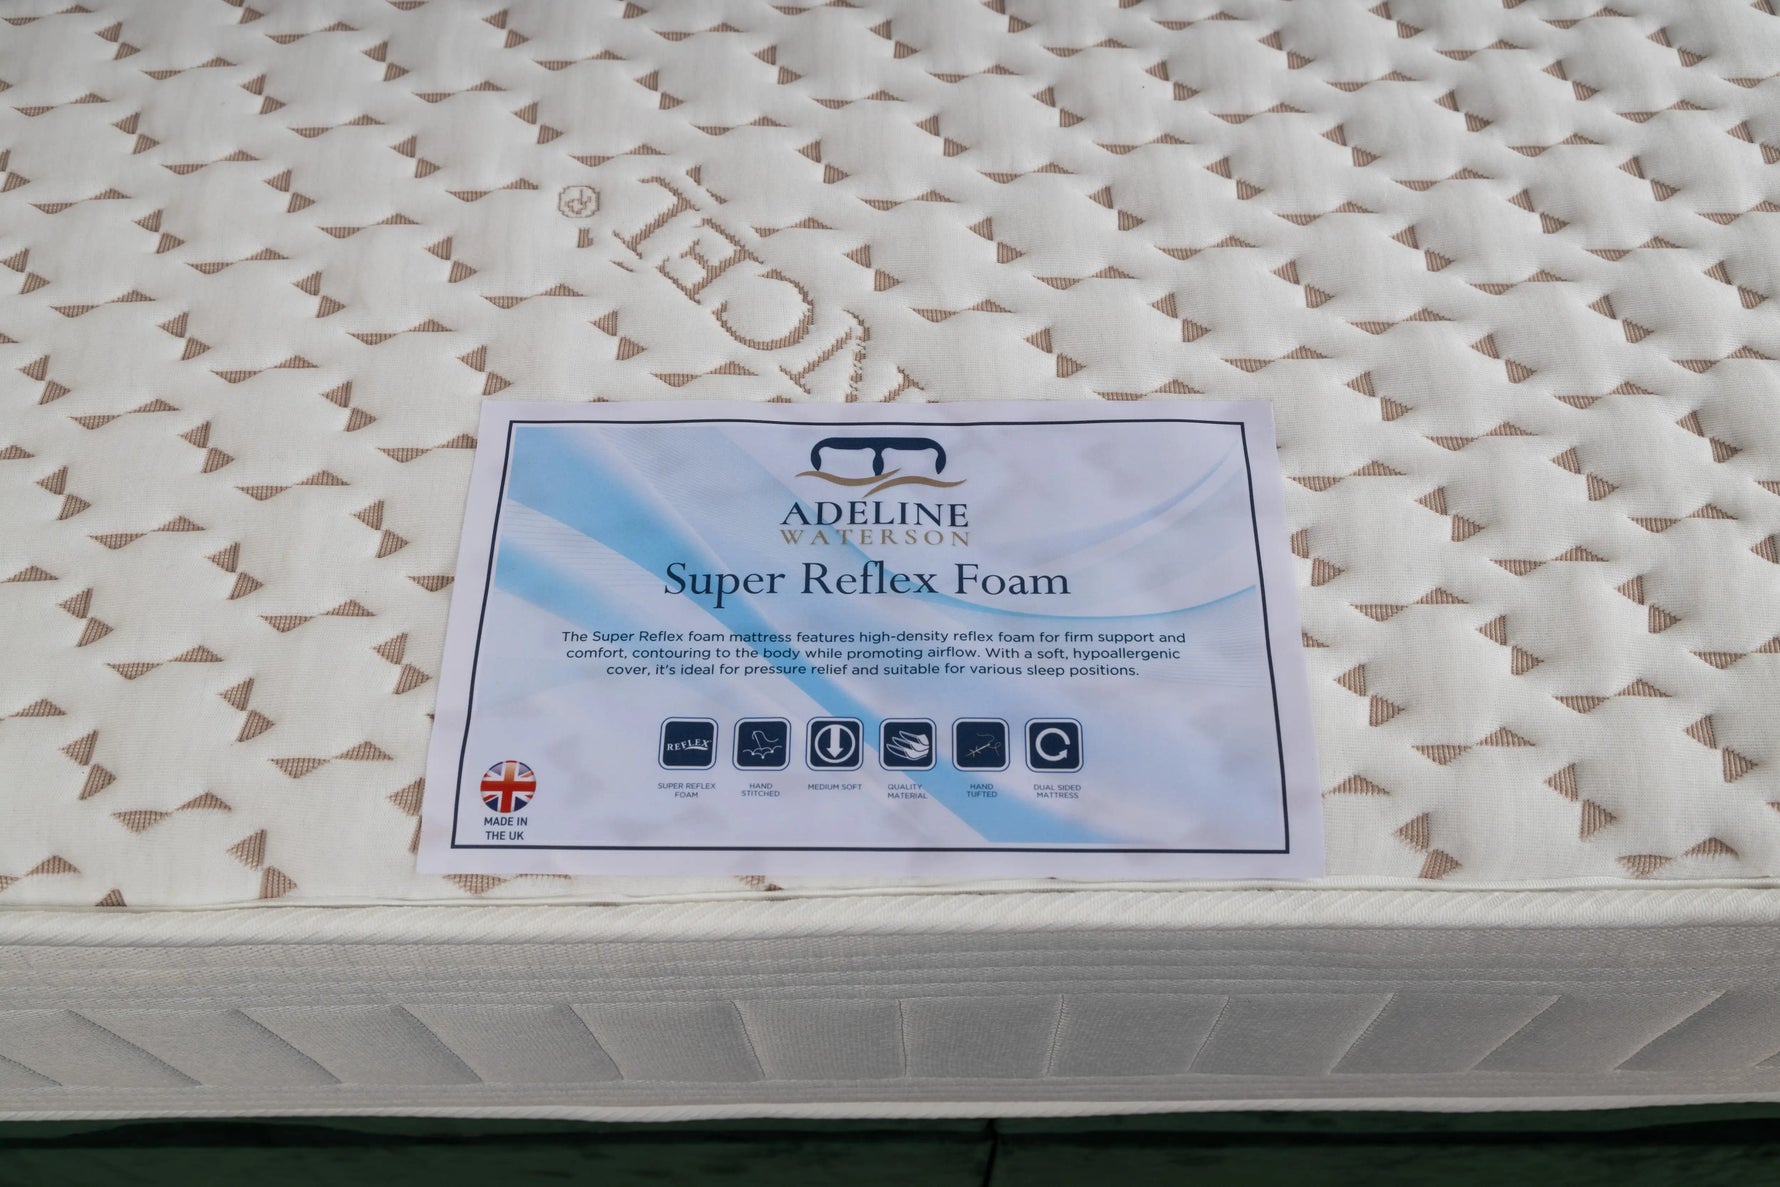 ADELINE
WATERSON
Super Reflex Foam
The Super Reflex foam mattress features high-density reflex foam for firm support and
comfort, contouring to the body while promoting airflow. With a soft, hypoallergenic
cover, it's ideal for pressure relief and suitable for various sleep positions.
REFLEX
SUPER REFLEX
FOAM
HAND
STITCHED
MEDIUM SOFT
QUALITY
MATERIAL
HAND
TUFTED
DUAL SIDED
MATTRESS
MADE IN
THE UK